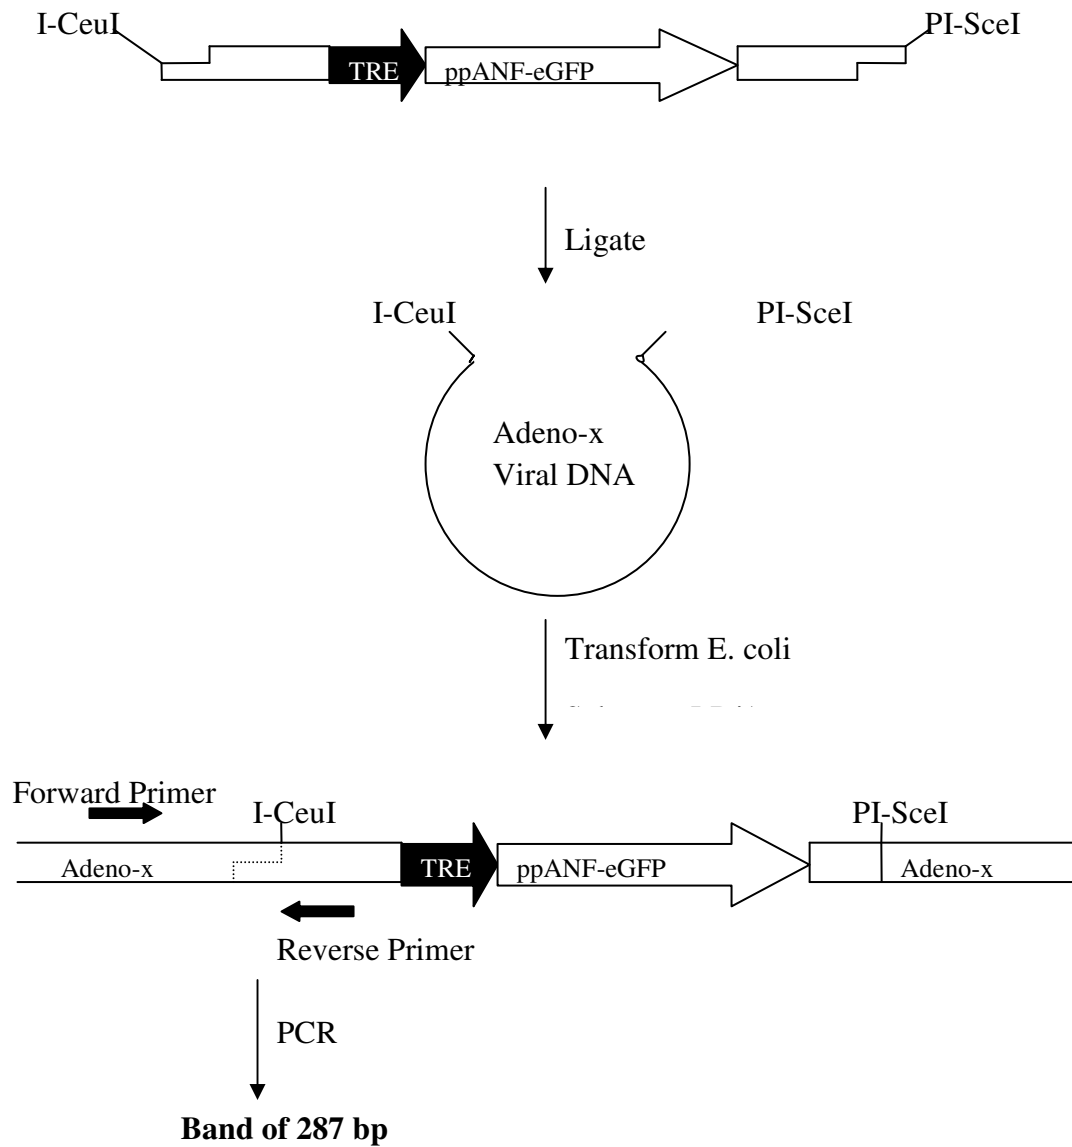 I-CeuI
PI-SceI
TRE
ppANF-eGFP
Ligate
I-CeuI
PI-SceI
Adeno-x
Viral DNA
Transform E. coli
Forward Primer
I-CeuI
PI-SceI
Adeno-x
TRE
ppANF-eGFP
Adeno-x
Reverse Primer
PCR
Band of 287 bp